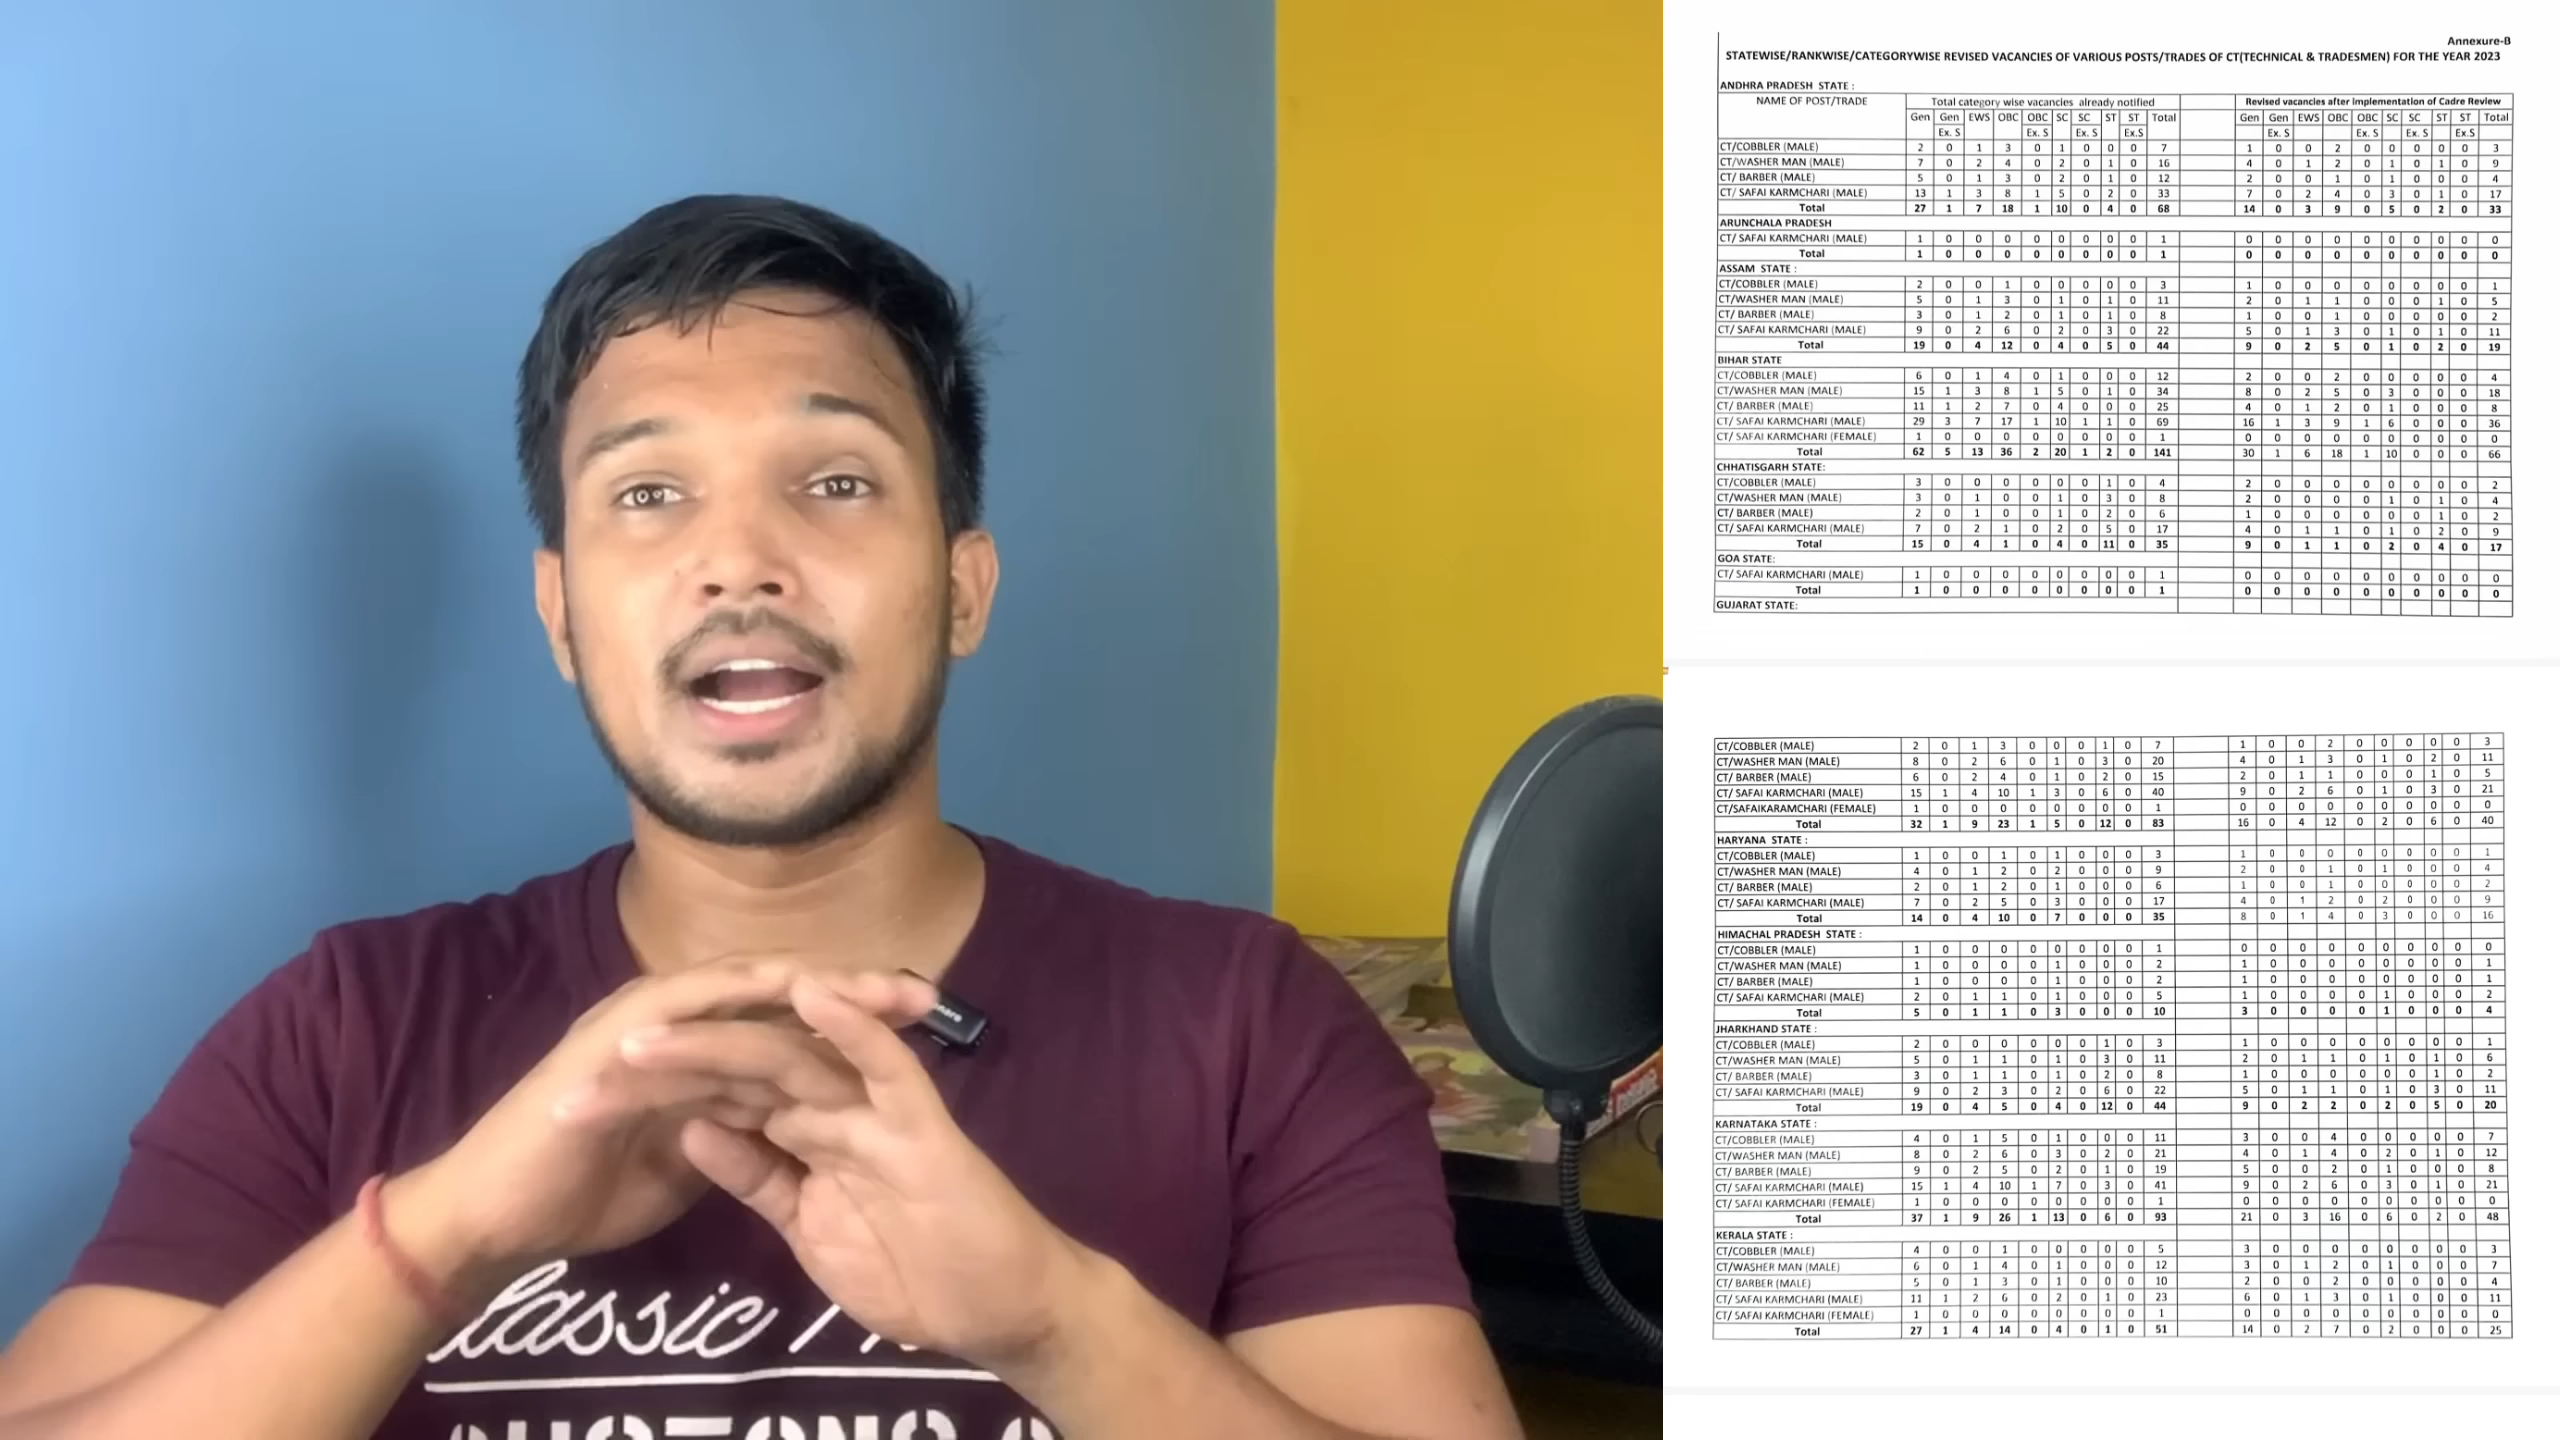 Classic
Annexure-B
STATEWISE/RANKWISE/CATEGORYWISE REVISED VACANCIES OF VARIOUS POSTS/TRADES OF CT(TECHNICAL & TRADESMEN) FOR THE YEAR 2023
ANDHRA PRADESH STATE :
NAME OF POST/TRADE Total category wise vacancies already notified Revised vacancies after Implementation of Cadre Review
Gen Gen EWS OBC OBC SC SC ST ST Total Gen Gen EWS OBC OBC SC SC ST ST Total
Ex. S Ex. S Ex. S Ex.S Ex. S Ex. S Ex. S Ex.S
CT/COBBLER (MALE) 2 0 1 3 0 1 0 0 0 7 1 0 0 2 0 0 0 0 0 3
CT/WASHER MAN (MALE) 7 0 2 4 0 2 0 1 0 16 4 0 1 2 0 1 0 1 0 9
CT/ BARBER (MALE) 5 0 1 3 0 2 0 1 0 12 2 0 0 1 0 1 0 0 0 4
CT/ SAFAI KARMCHARI (MALE) 13 1 3 8 1 5 0 2 0 33 7 0 2 4 0 3 0 1 0 17
Total 27 1 7 18 1 10 0 4 0 68 14 0 3 9 0 5 0 2 0 33
ARUNCHALA PRADESH
CT/ SAFAI KARMCHARI (MALE) 1 0 0 0 0 0 0 0 0 1 0 0 0 0 0 0 0 0 0 0
Total 1 0 0 0 0 0 0 0 0 1 0 0 0 0 0 0 0 0 0 0
ASSAM STATE :
CT/COBBLER (MALE) 2 0 0 1 0 0 0 0 0 3 1 0 0 0 0 0 0 0 0 1
CT/WASHER MAN (MALE) 5 0 1 3 0 1 0 1 0 11 2 0 1 1 0 0 0 1 0 5
CT/ BARBER (MALE) 3 0 1 2 0 1 0 1 0 8 1 0 0 1 0 0 0 0 0 2
CT/ SAFAI KARMCHARI (MALE) 9 0 2 6 0 2 0 3 0 22 5 0 1 3 0 1 0 1 0 11
Total 19 0 4 12 0 4 0 5 0 44 9 0 2 5 0 1 0 2 0 19
BIHAR STATE
CT/COBBLER (MALE) 6 0 1 4 0 1 0 0 0 12 2 0 0 2 0 0 0 0 0 4
CT/WASHER MAN (MALE) 15 1 3 8 1 5 0 1 0 34 8 0 2 5 0 3 0 0 0 18
CT/ BARBER (MALE) 11 1 2 7 0 4 0 0 0 25 4 0 1 2 0 1 0 0 0 8
CT/ SAFAI KARMCHARI (MALE) 29 3 7 17 1 10 1 1 0 69 16 1 3 9 1 6 0 0 0 36
CT/ SAFAI KARMCHARI (FEMALE) 1 0 0 0 0 0 0 0 0 1 0 0 0 0 0 0 0 0 0 0
Total 62 5 13 36 2 20 1 2 0 141 30 1 6 18 1 10 0 0 0 66
CHHATISGARH STATE:
CT/COBBLER (MALE) 3 0 0 0 0 0 0 1 0 4 2 0 0 0 0 0 0 0 0 2
CT/WASHER MAN (MALE) 3 0 1 0 0 1 0 3 0 8 2 0 0 0 0 1 0 1 0 4
CT/ BARBER (MALE) 2 0 1 0 0 1 0 2 0 6 1 0 0 0 0 0 0 1 0 2
CT/ SAFAI KARMCHARI (MALE) 7 0 2 1 0 2 0 5 0 17 4 0 1 1 0 1 0 2 0 9
Total 15 0 4 1 0 4 0 11 0 35 9 0 1 1 0 2 0 4 0 17
GOA STATE:
CT/ SAFAI KARMCHARI (MALE) 1 0 0 0 0 0 0 0 0 1 0 0 0 0 0 0 0 0 0 0
Total 1 0 0 0 0 0 0 0 0 1 0 0 0 0 0 0 0 0 0 0
GUJARAT STATE:
CT/COBBLER (MALE) 2 0 1 3 0 0 0 1 0 7 1 0 0 2 0 0 0 0 0 3
CT/WASHER MAN (MALE) 8 0 2 6 0 1 0 3 0 20 4 0 1 3 0 1 0 2 0 11
CT/ BARBER (MALE) 6 0 2 4 0 1 0 2 0 15 2 0 1 1 0 0 0 1 0 5
CT/ SAFAI KARMCHARI (MALE) 15 1 4 10 1 3 0 6 0 40 9 0 2 6 0 1 0 3 0 21
CT/SAFAIKARAMCHARI (FEMALE) 1 0 0 0 0 0 0 0 0 1 0 0 0 0 0 0 0 0 0 0
Total 32 1 9 23 1 5 0 12 0 83 16 0 4 12 0 2 0 6 0 40
HARYANA STATE :
CT/COBBLER (MALE) 1 0 0 1 0 1 0 0 0 3 1 0 0 0 0 0 0 0 0 1
CT/WASHER MAN (MALE) 4 0 1 2 0 2 0 0 0 9 2 0 0 1 0 1 0 0 0 4
CT/ BARBER (MALE) 2 0 1 2 0 1 0 0 0 6 1 0 0 1 0 0 0 0 0 2
CT/ SAFAI KARMCHARI (MALE) 7 0 2 5 0 3 0 0 0 17 4 0 1 2 0 2 0 0 0 9
Total 14 0 4 10 0 7 0 0 0 35 8 0 1 4 0 3 0 0 0 16
HIMACHAL PRADESH STATE :
CT/COBBLER (MALE) 1 0 0 0 0 0 0 0 0 1 0 0 0 0 0 0 0 0 0 0
CT/WASHER MAN (MALE) 1 0 0 0 0 1 0 0 0 2 1 0 0 0 0 0 0 0 0 1
CT/ BARBER (MALE) 1 0 0 0 0 1 0 0 0 2 1 0 0 0 0 0 0 0 0 1
CT/ SAFAI KARMCHARI (MALE) 2 0 1 1 0 1 0 0 0 5 1 0 0 0 0 1 0 0 0 2
Total 5 0 1 1 0 3 0 0 0 10 3 0 0 0 0 1 0 0 0 4
JHARKHAND STATE :
CT/COBBLER (MALE) 2 0 0 0 0 0 0 1 0 3 1 0 0 0 0 0 0 0 0 1
CT/WASHER MAN (MALE) 5 0 1 1 0 1 0 3 0 11 2 0 1 1 0 1 0 1 0 6
CT/ BARBER (MALE) 3 0 1 1 0 1 0 2 0 8 1 0 0 0 0 0 0 1 0 2
CT/ SAFAI KARMCHARI (MALE) 9 0 2 3 0 2 0 6 0 22 5 0 1 1 0 1 0 3 0 11
Total 19 0 4 5 0 4 0 12 0 44 9 0 2 2 0 2 0 5 0 20
KARNATAKA STATE :
CT/COBBLER (MALE) 4 0 1 5 0 1 0 0 0 11 3 0 0 4 0 0 0 0 0 7
CT/WASHER MAN (MALE) 8 0 2 6 0 3 0 2 0 21 4 0 1 4 0 2 0 1 0 12
CT/ BARBER (MALE) 9 0 2 5 0 2 0 1 0 19 5 0 0 2 0 1 0 0 0 8
CT/ SAFAI KARMCHARI (MALE) 15 1 4 10 1 7 0 3 0 41 9 0 2 6 0 3 0 1 0 21
CT/ SAFAI KARMCHARI (FEMALE) 1 0 0 0 0 0 0 0 0 1 0 0 0 0 0 0 0 0 0 0
Total 37 1 9 26 1 13 0 6 0 93 21 0 3 16 0 6 0 2 0 48
KERALA STATE :
CT/COBBLER (MALE) 4 0 0 1 0 0 0 0 0 5 3 0 0 0 0 0 0 0 0 3
CT/WASHER MAN (MALE) 6 0 1 4 0 1 0 0 0 12 3 0 1 2 0 1 0 0 0 7
CT/ BARBER (MALE) 5 0 1 3 0 1 0 0 0 10 2 0 0 2 0 0 0 0 0 4
CT/ SAFAI KARMCHARI (MALE) 11 1 2 6 0 2 0 1 0 23 6 0 1 3 0 1 0 0 0 11
CT/ SAFAI KARMCHARI (FEMALE) 1 0 0 0 0 0 0 0 0 1 0 0 0 0 0 0 0 0 0 0
Total 27 1 4 14 0 4 0 1 0 51 14 0 2 7 0 2 0 0 0 25